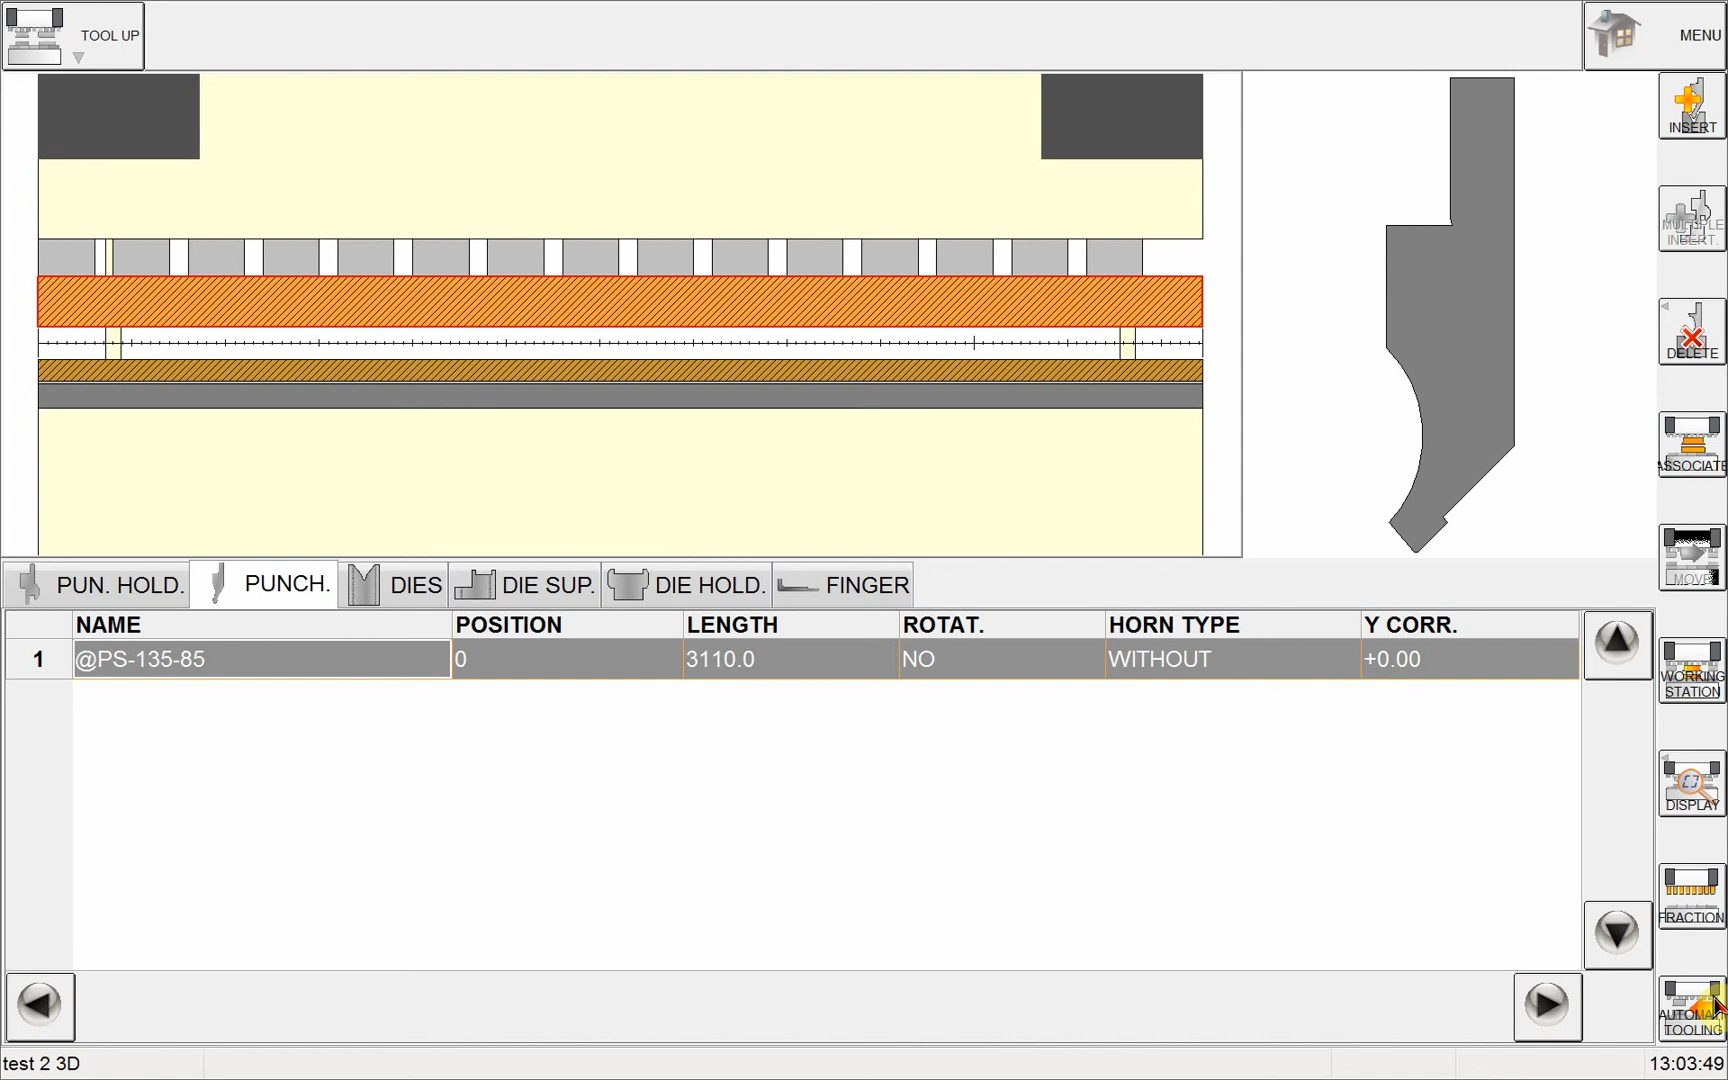 TOOL UP
MENU
INSERT
MULTIPLE
INSERT.
DELETE
ASSOCIATE
MOVE
WORKING
STATION
DISPLAY
FRACTION
TOOLING
PUN. HOLD.
PUNCH.
DIES
DIE SUP.
DIE HOLD.
FINGER
NAME POSITION LENGTH ROTAT. HORN TYPE Y CORR.
1 @PS-135-85 0 3110.0 NO WITHOUT +0.00
test 2 3D
13:03:49